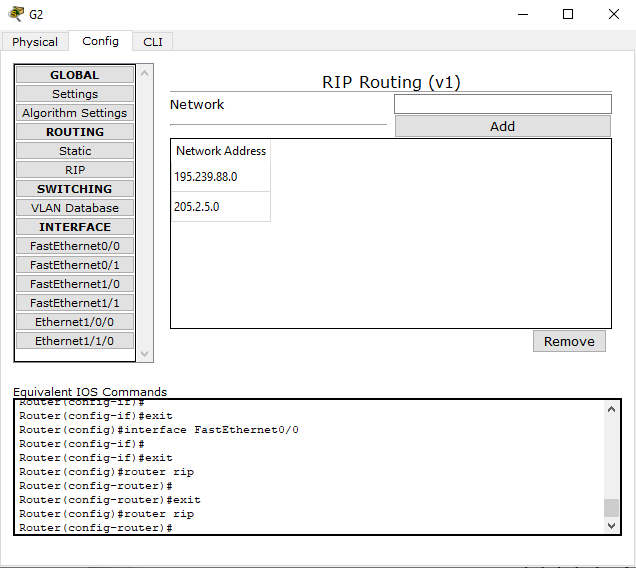 G2
Physical Config CLI
GLOBAL
Settings
Algorithm Settings
ROUTING
Static
RIP
SWITCHING
VLAN Database
INTERFACE
FastEthernet0/0
FastEthernet0/1
FastEthernet1/0
FastEthernet1/1
Ethernet1/0/0
Ethernet1/1/0
RIP Routing (v1)
Network
Add
Network Address
195.239.88.0
205.2.5.0
Remove
Equivalent IOS Commands
Router(config-if)#
Router(config-if)#exit
Router(config)#interface FastEthernet0/0
Router(config-if)#
Router(config-if)#exit
Router(config)#router rip
Router(config-router)#
Router(config-router)#exit
Router(config)#router rip
Router(config-router)#